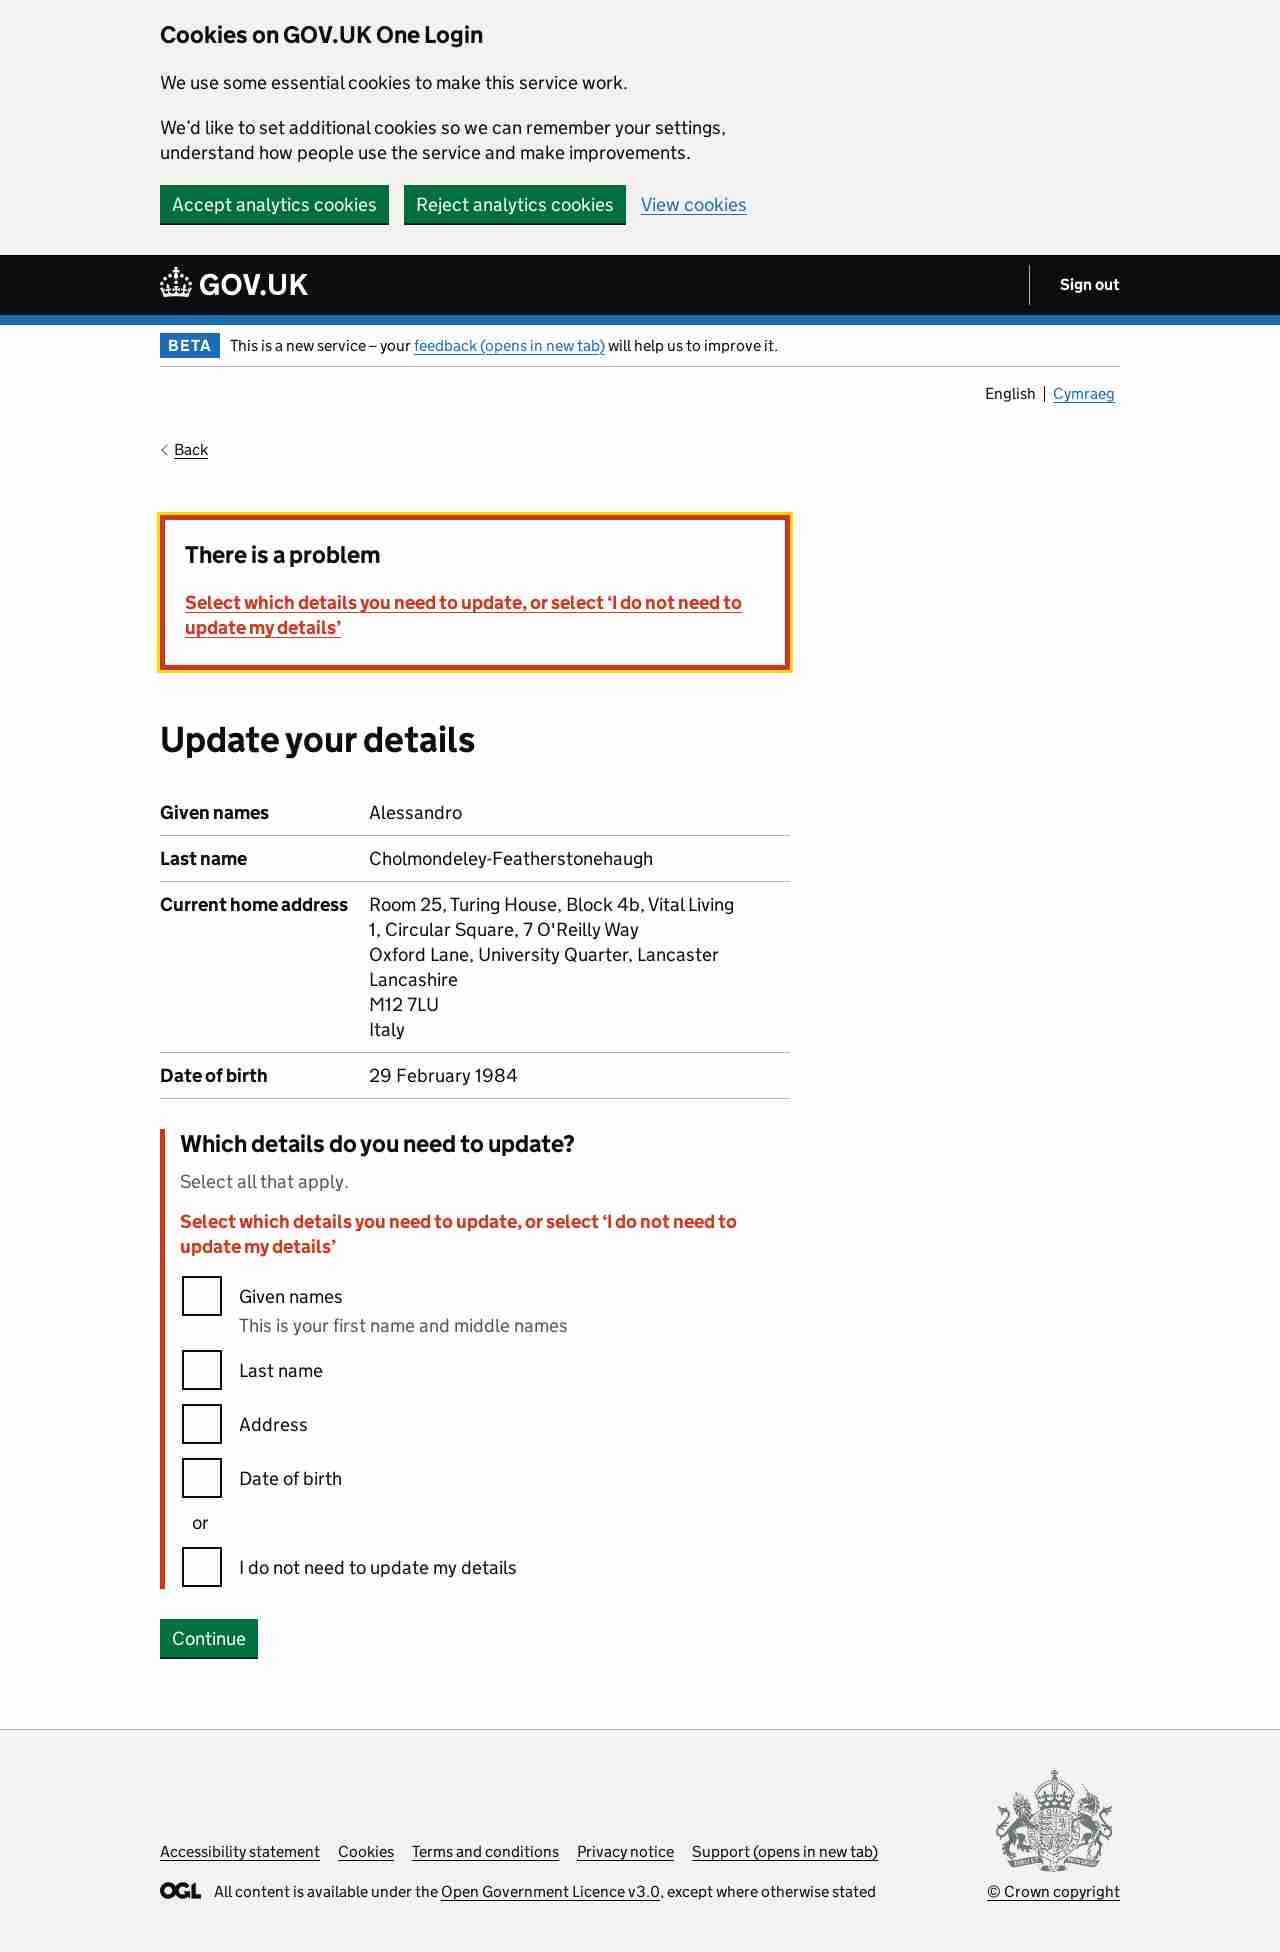 Cookies on GOV.UK One Login
We use some essential cookies to make this service work.
We’d like to set additional cookies so we can remember your settings,
understand how people use the service and make improvements.
Accept analytics cookies Reject analytics cookies View cookies
GOV.UK Sign out
BETA This is a new service – your feedback (opens in new tab) will help us to improve it.
English Cymraeg
Back
There is a problem
Select which details you need to update, or select ‘I do not need to
update my details’
Update your details
Given names Alessandro
Last name Cholmondeley-Featherstonehaugh
Current home address Room 25, Turing House, Block 4b, Vital Living
1, Circular Square, 7 O'Reilly Way
Oxford Lane, University Quarter, Lancaster
Lancashire
M12 7LU
Italy
Date of birth 29 February 1984
Which details do you need to update?
Select all that apply.
Select which details you need to update, or select ‘I do not need to
update my details’
Given names
This is your first name and middle names
Last name
Address
Date of birth
or
I do not need to update my details
Continue
Accessibility statement Cookies Terms and conditions Privacy notice Support (opens in new tab)
OGL All content is available under the Open Government Licence v3.0, except where otherwise stated
© Crown copyright